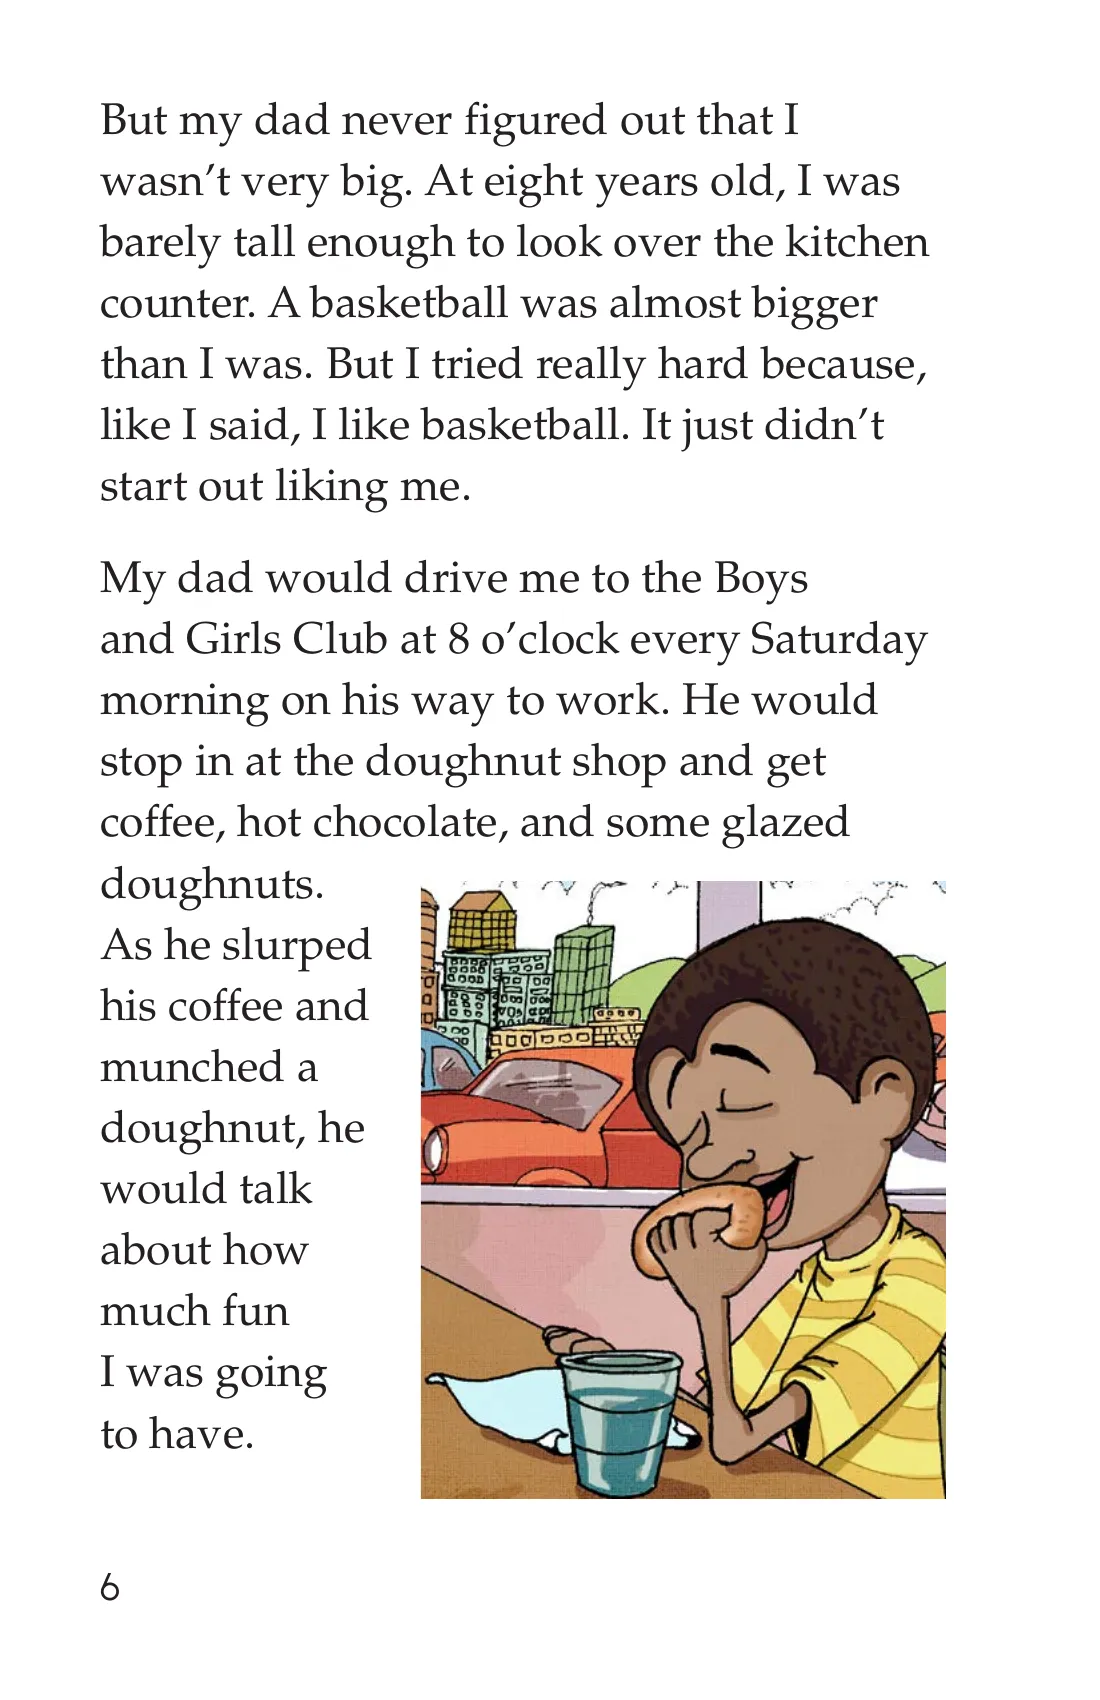 But my dad never figured out that I
wasn’t very big. At eight years old, I was
barely tall enough to look over the kitchen
counter. A basketball was almost bigger
than I was. But I tried really hard because,
like I said, I like basketball. It just didn’t
start out liking me.
My dad would drive me to the Boys
and Girls Club at 8 o’clock every Saturday
morning on his way to work. He would
stop in at the doughnut shop and get
coffee, hot chocolate, and some glazed
doughnuts.
As he slurped
his coffee and
munched a
doughnut, he
would talk
about how
much fun
I was going
to have.
6